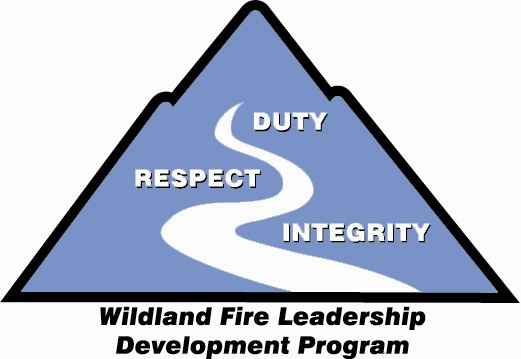 DUTY
RESPECT
INTEGRITY
Wildland Fire Leadership
Development Program